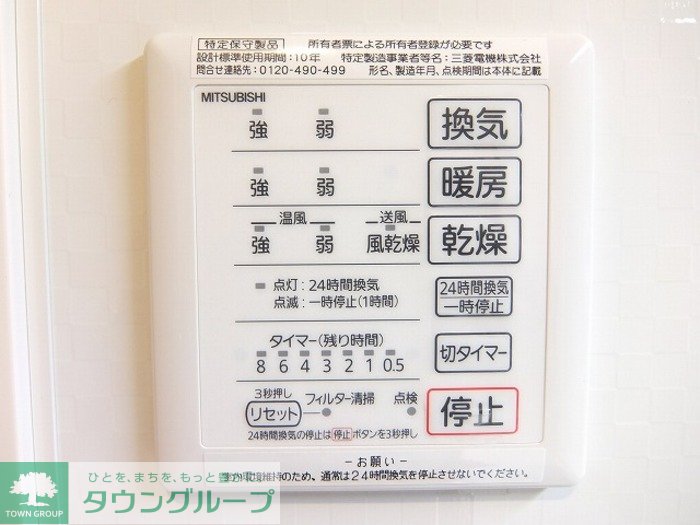 特定保守製品 所有者票による所有者登録が必要です
設計標準使用期間:10年 特定製造事業者等名:三菱電機株式会社
問合せ連絡先:0120-490-499 形名、製造年月、点検期間は本体に記載
MITSUBISHI
強 弱 換気
強 弱 暖房
温風 送風
強 弱 風乾燥 乾燥
点灯:24時間換気
点滅:一時停止(1時間)
24時間換気
一時停止
タイマー(残り時間)
8 6 4 3 2 1 0.5
切タイマー
3秒押し
リセット フィルター清掃 点検
停止
24時間換気の停止は停止ボタンを3秒押し
-お願い-
維持のため、通常は24時間換気を停止させないでください。
ひとを、まちを、もっと豊かに
タウングループ
TOWN GROUP